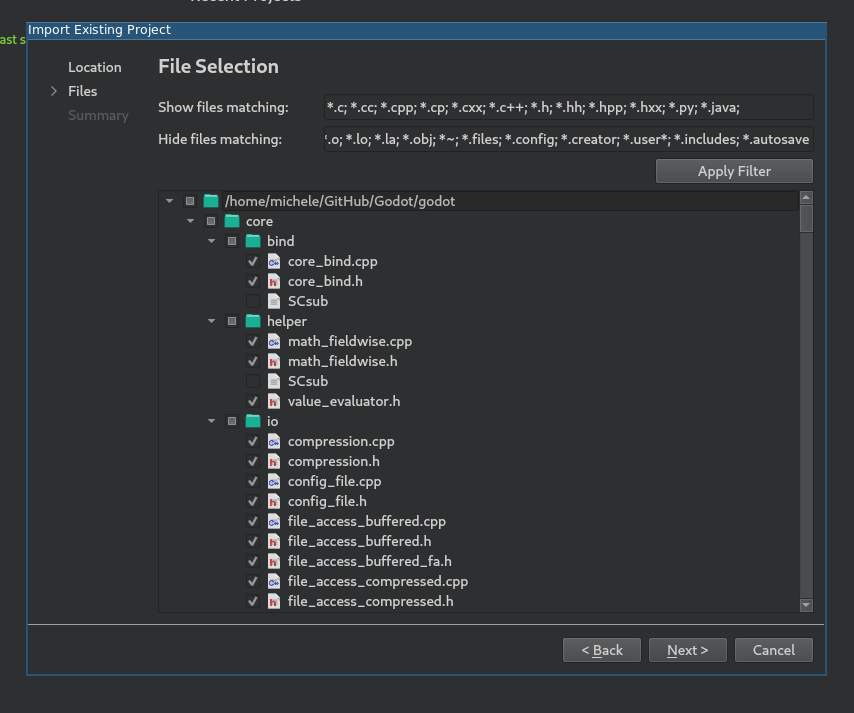 Import Existing Project
ast s
Location
Files
Summary
File Selection
Show files matching: *.c; *.cc; *.cpp; *.cp; *.cxx; *.c++; *.h; *.hh; *.hpp; *.hxx; *.py; *.java;
Hide files matching: *.o; *.lo; *.la; *.obj; *~; *.files; *.config; *.creator; *.user*; *.includes; *.autosave
Apply Filter
/home/michele/GitHub/Godot/godot
core
bind
core_bind.cpp
core_bind.h
SCsub
helper
math_fieldwise.cpp
math_fieldwise.h
SCsub
value_evaluator.h
io
compression.cpp
compression.h
config_file.cpp
config_file.h
file_access_buffered.cpp
file_access_buffered.h
file_access_buffered_fa.h
file_access_compressed.cpp
file_access_compressed.h
< Back
Next >
Cancel